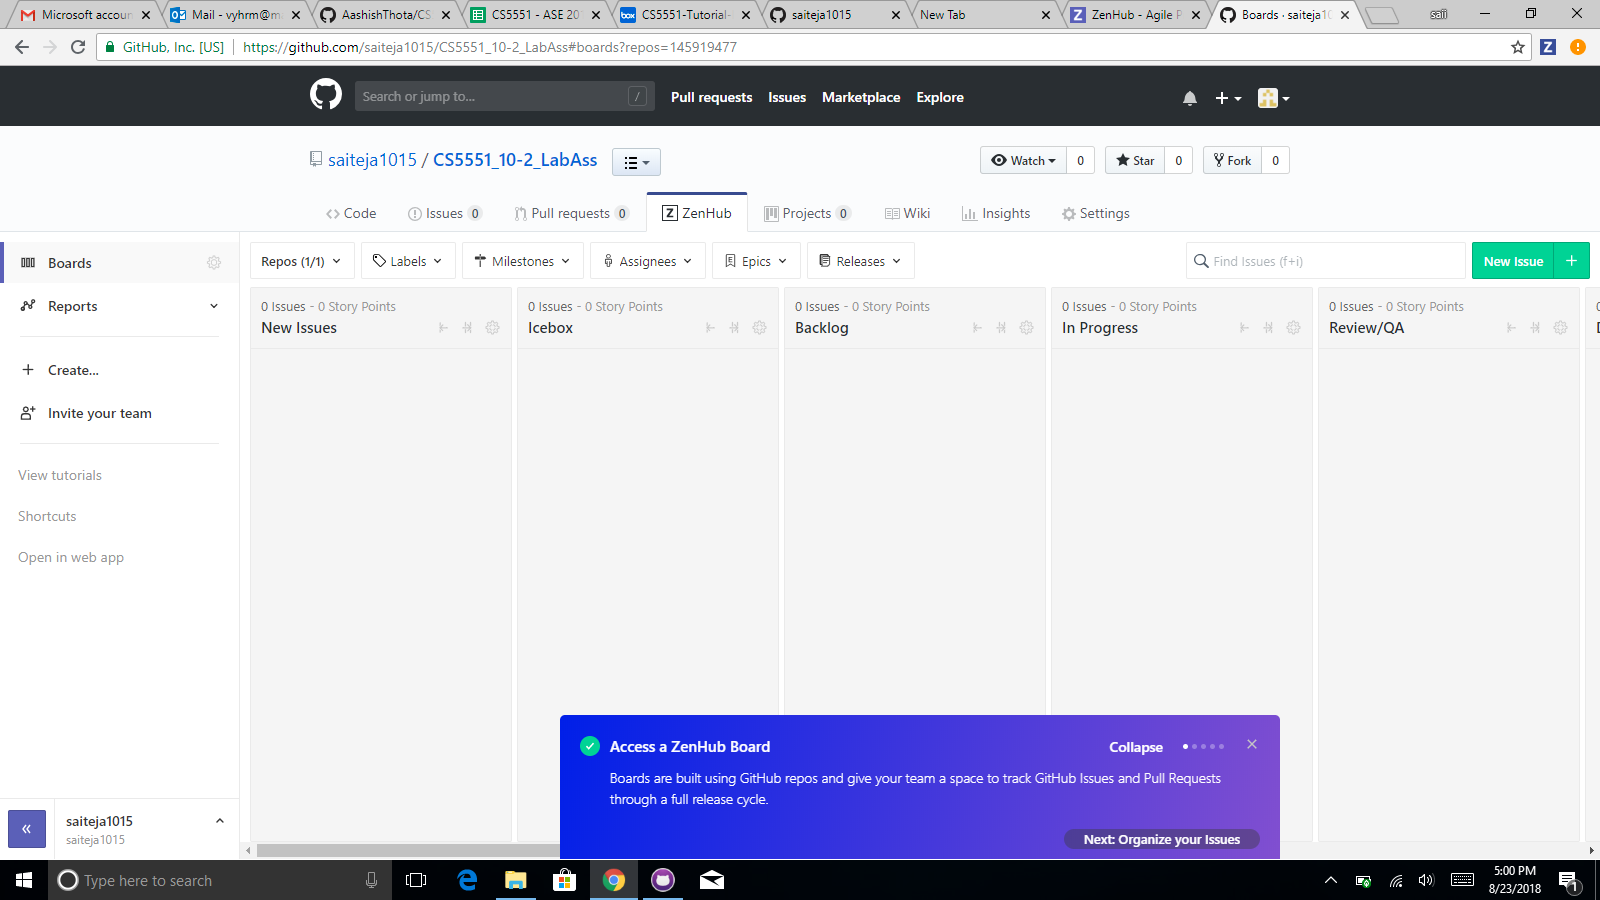 Microsoft accoun
Mail - vyhrm@m
AashishThota/CS
CS5551 - ASE 20
CS5551-Tutorial-
saiteja1015
New Tab
ZenHub - Agile P
Boards · saiteja10
saii
GitHub, Inc. [US]
https://github.com/saiteja1015/CS5551_10-2_LabAss#boards?repos=145919477
Search or jump to...
/
Pull requests
Issues
Marketplace
Explore
saiteja1015 / CS5551_10-2_LabAss
Watch 0
Star 0
Fork 0
Code
Issues 0
Pull requests 0
ZenHub
Projects 0
Wiki
Insights
Settings
Boards
Reports
Create...
Invite your team
View tutorials
Shortcuts
Open in web app
saiteja1015
saiteja1015
Repos (1/1)
Labels
Milestones
Assignees
Epics
Releases
Find Issues (f+i)
New Issue
0 Issues - 0 Story Points
New Issues
0 Issues - 0 Story Points
Icebox
0 Issues - 0 Story Points
Backlog
0 Issues - 0 Story Points
In Progress
0 Issues - 0 Story Points
Review/QA
Access a ZenHub Board
Collapse
Boards are built using GitHub repos and give your team a space to track GitHub Issues and Pull Requests
through a full release cycle.
Next: Organize your Issues
Type here to search
5:00 PM
8/23/2018
1